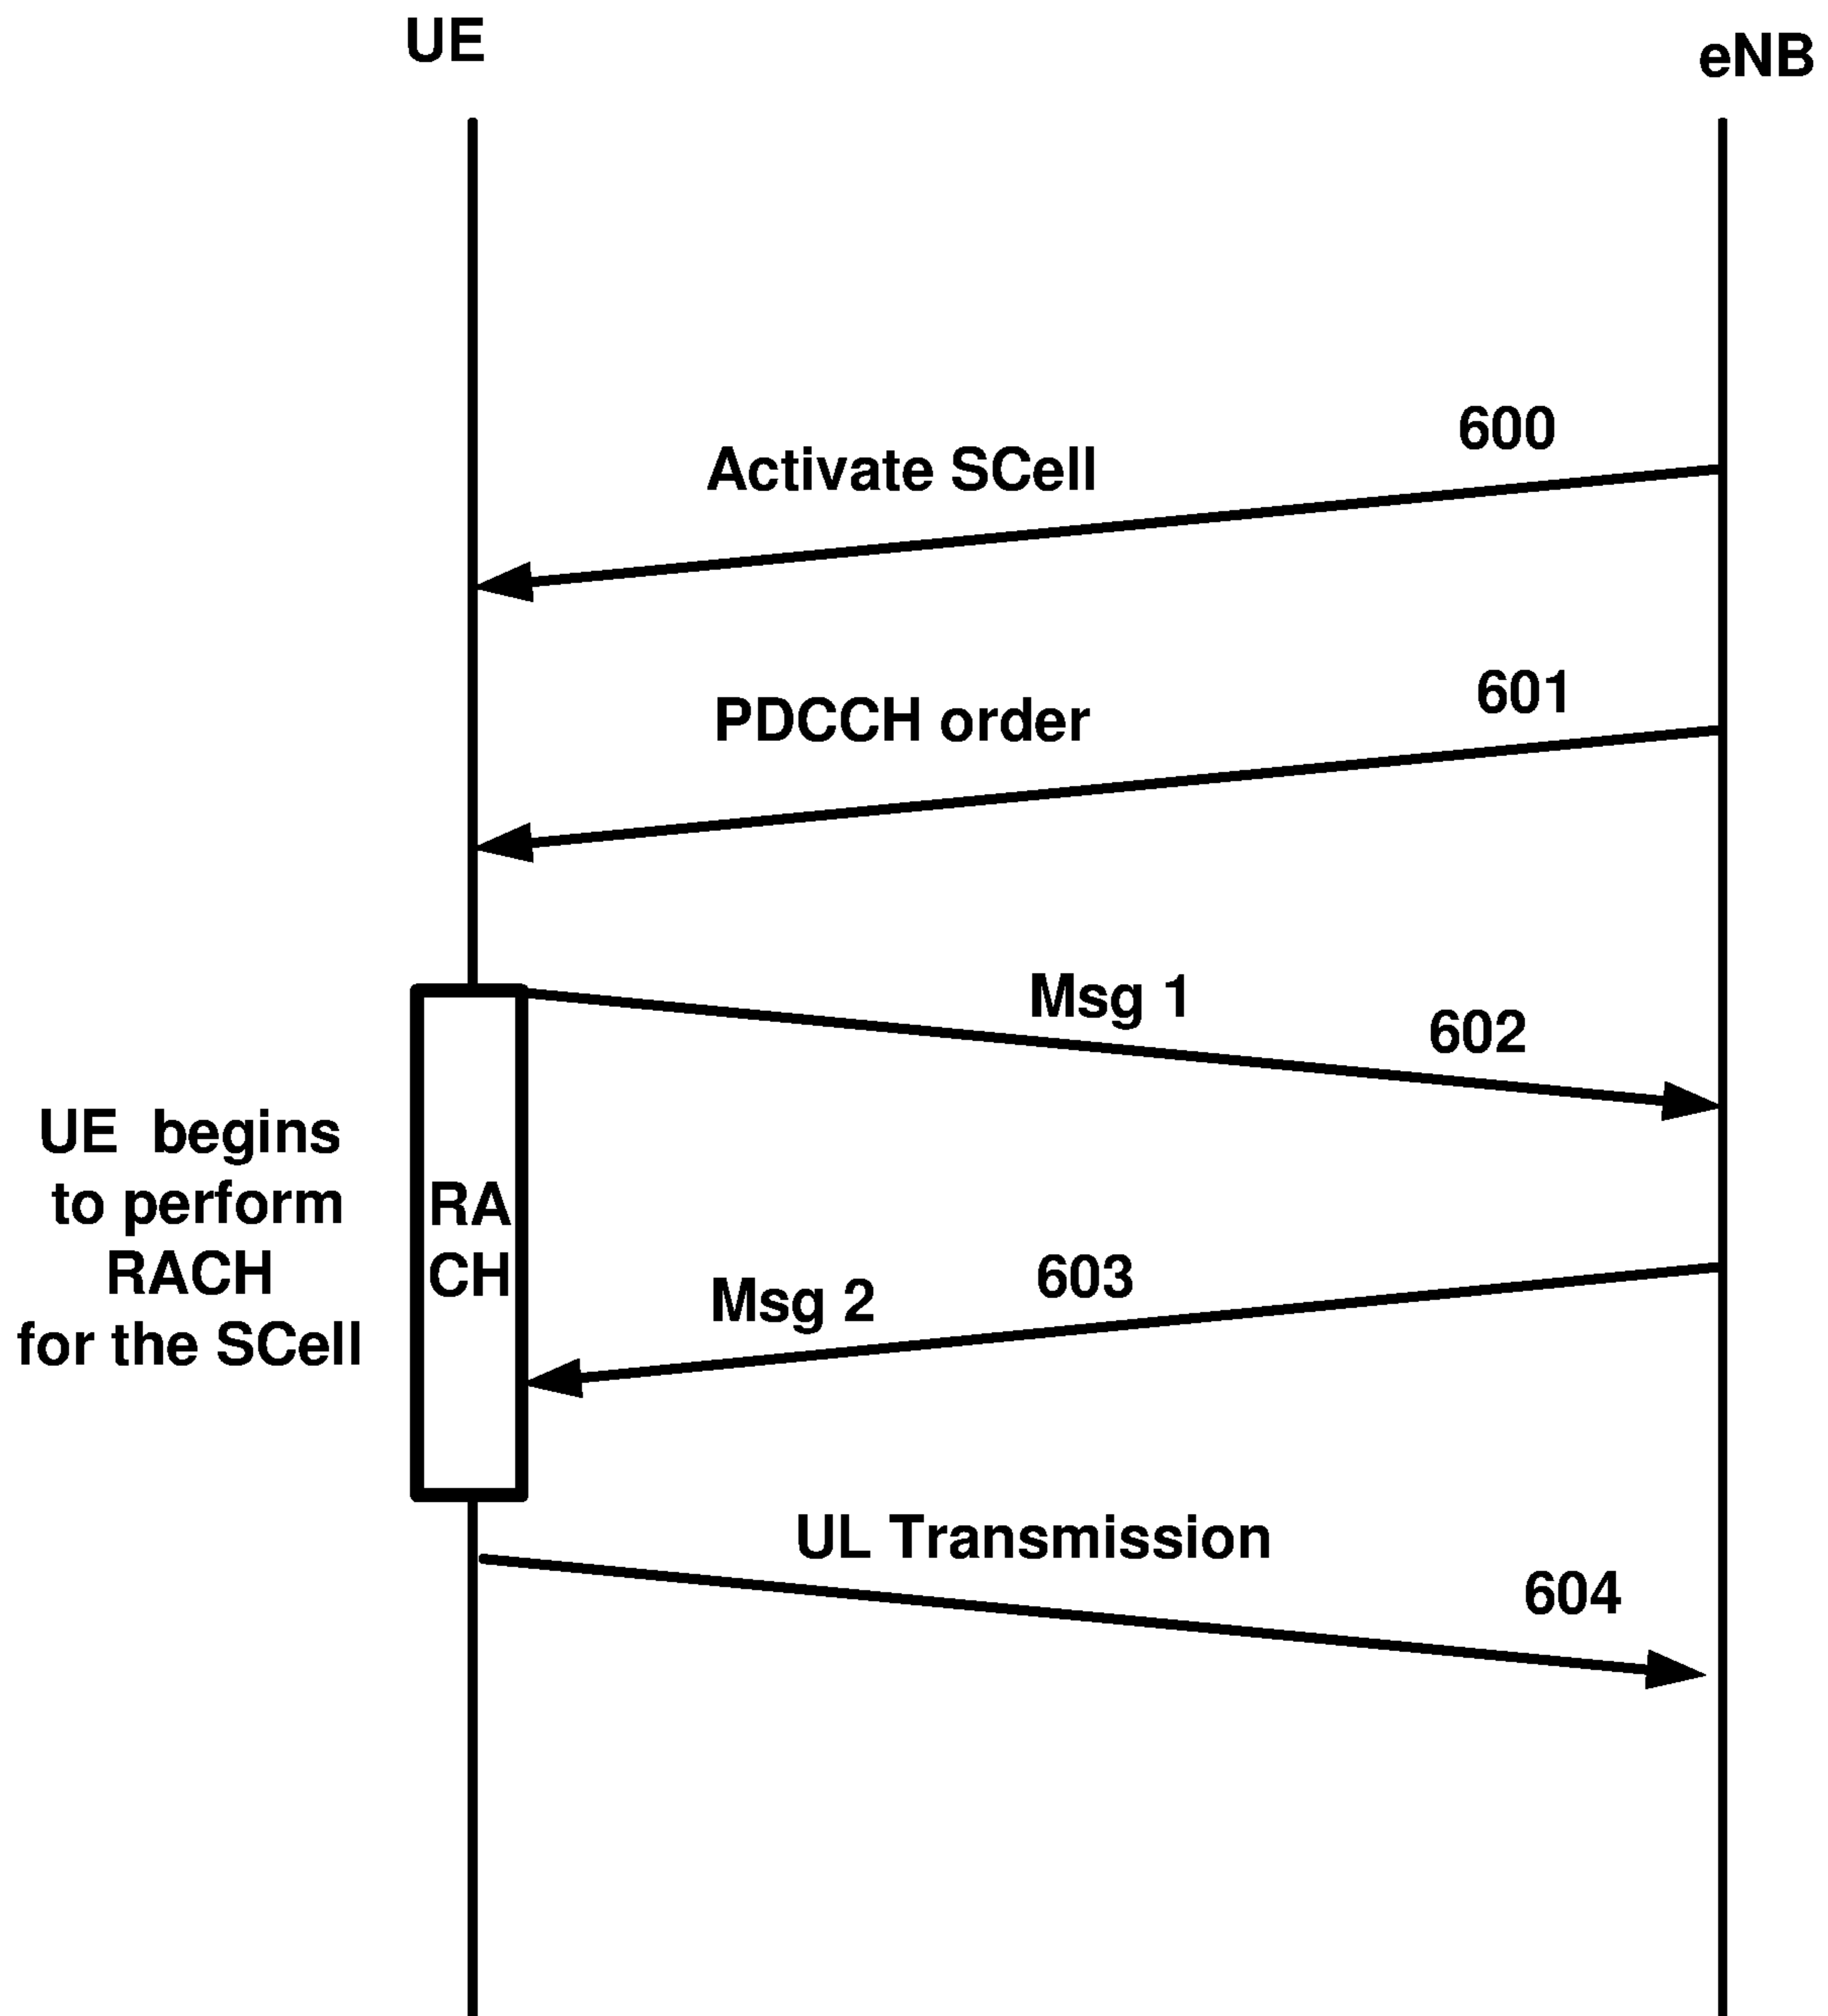 UE
eNB
600
Activate SCell
601
PDCCH order
Msg 1
602
UE begins
to perform
RACH
for the SCell
RA
CH
603
Msg 2
UL Transmission
604